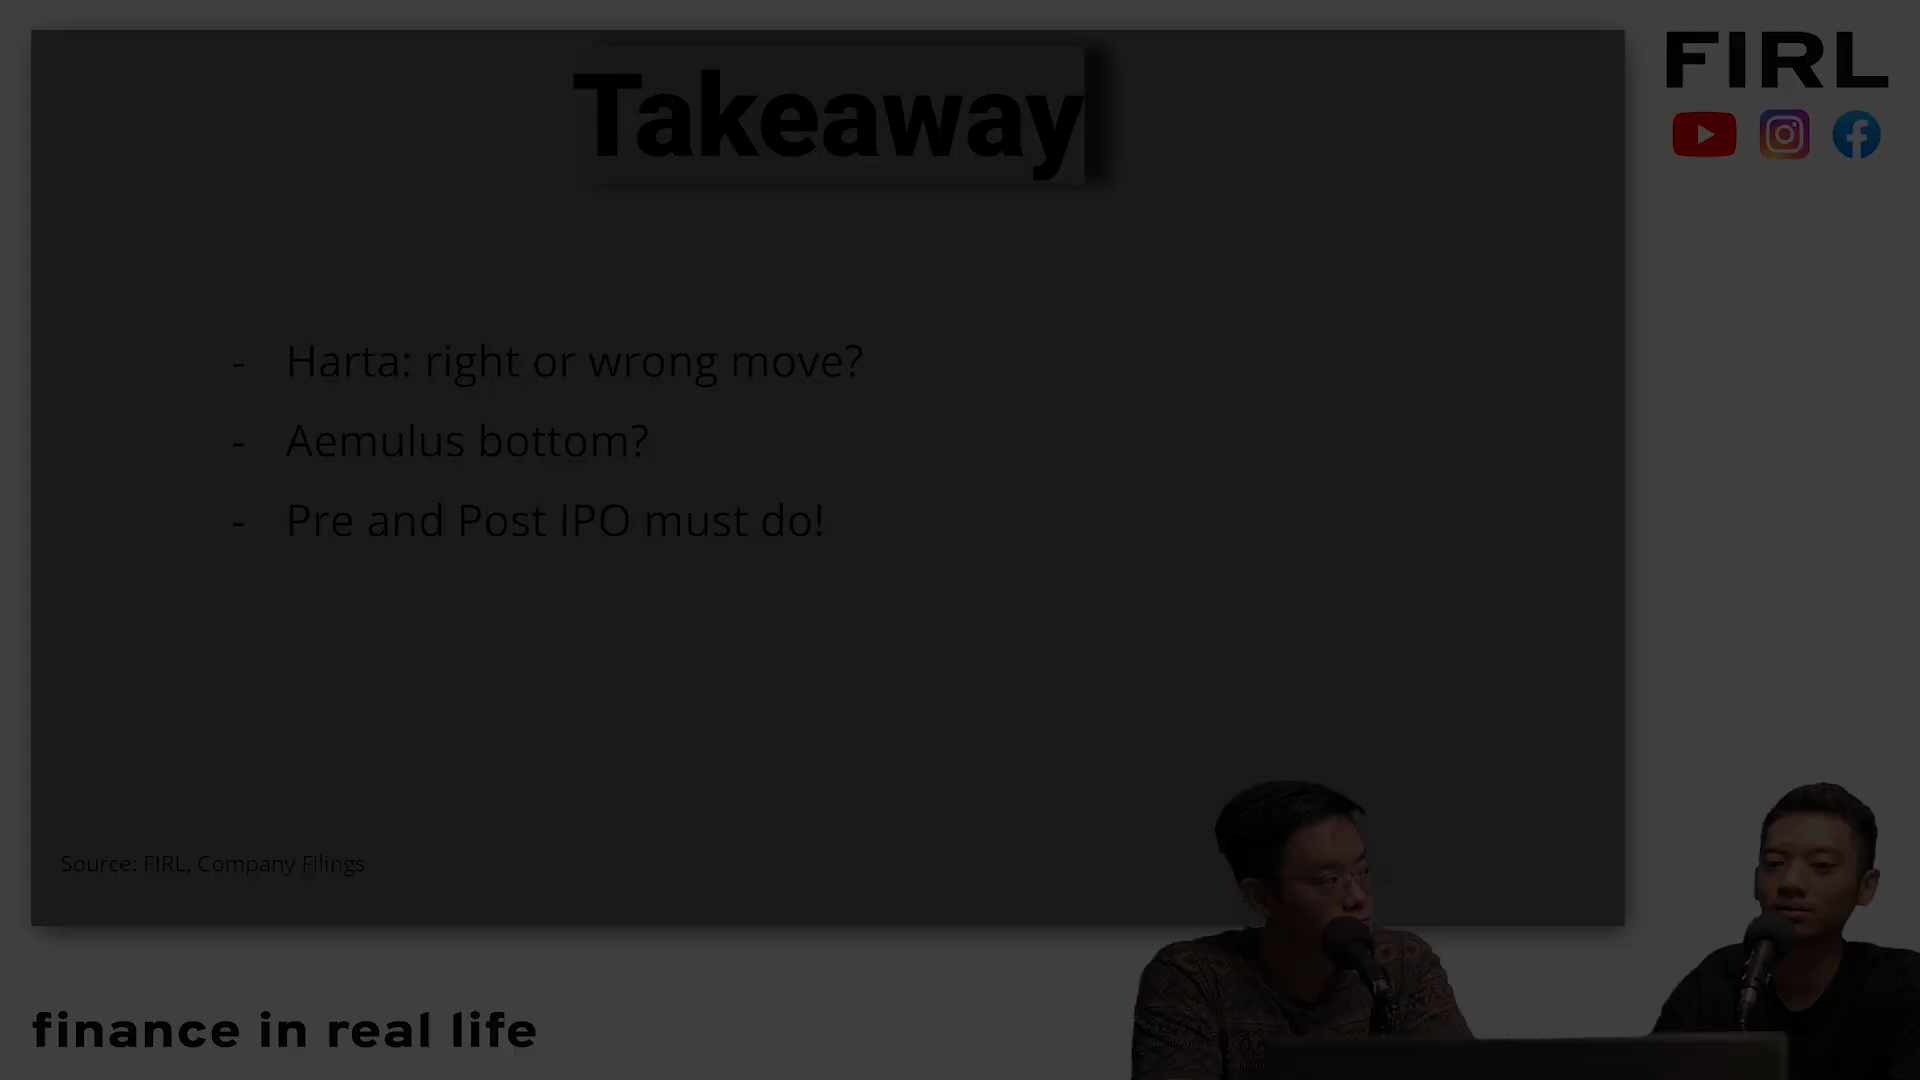 FIRL
Takeaway
- Harta: right or wrong move?
- Aemulus bottom?
- Pre and Post IPO must do!
Source: FIRL, Company Filings
finance in real life